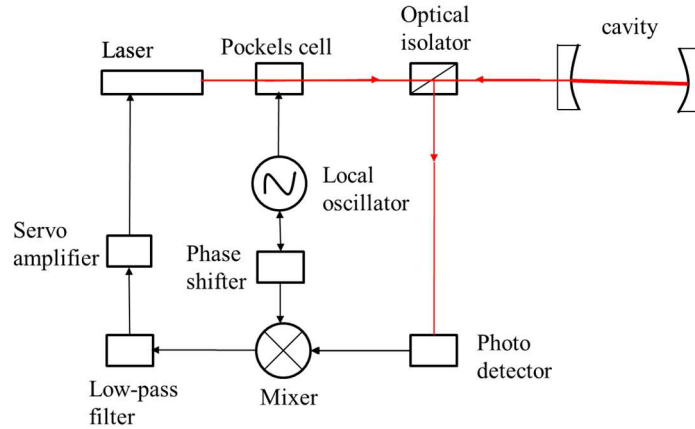 Optical
isolator
cavity
Laser
Pockels cell
Local
oscillator
Servo
amplifier
Phase
shifter
Photo
detector
Low-pass
filter
Mixer